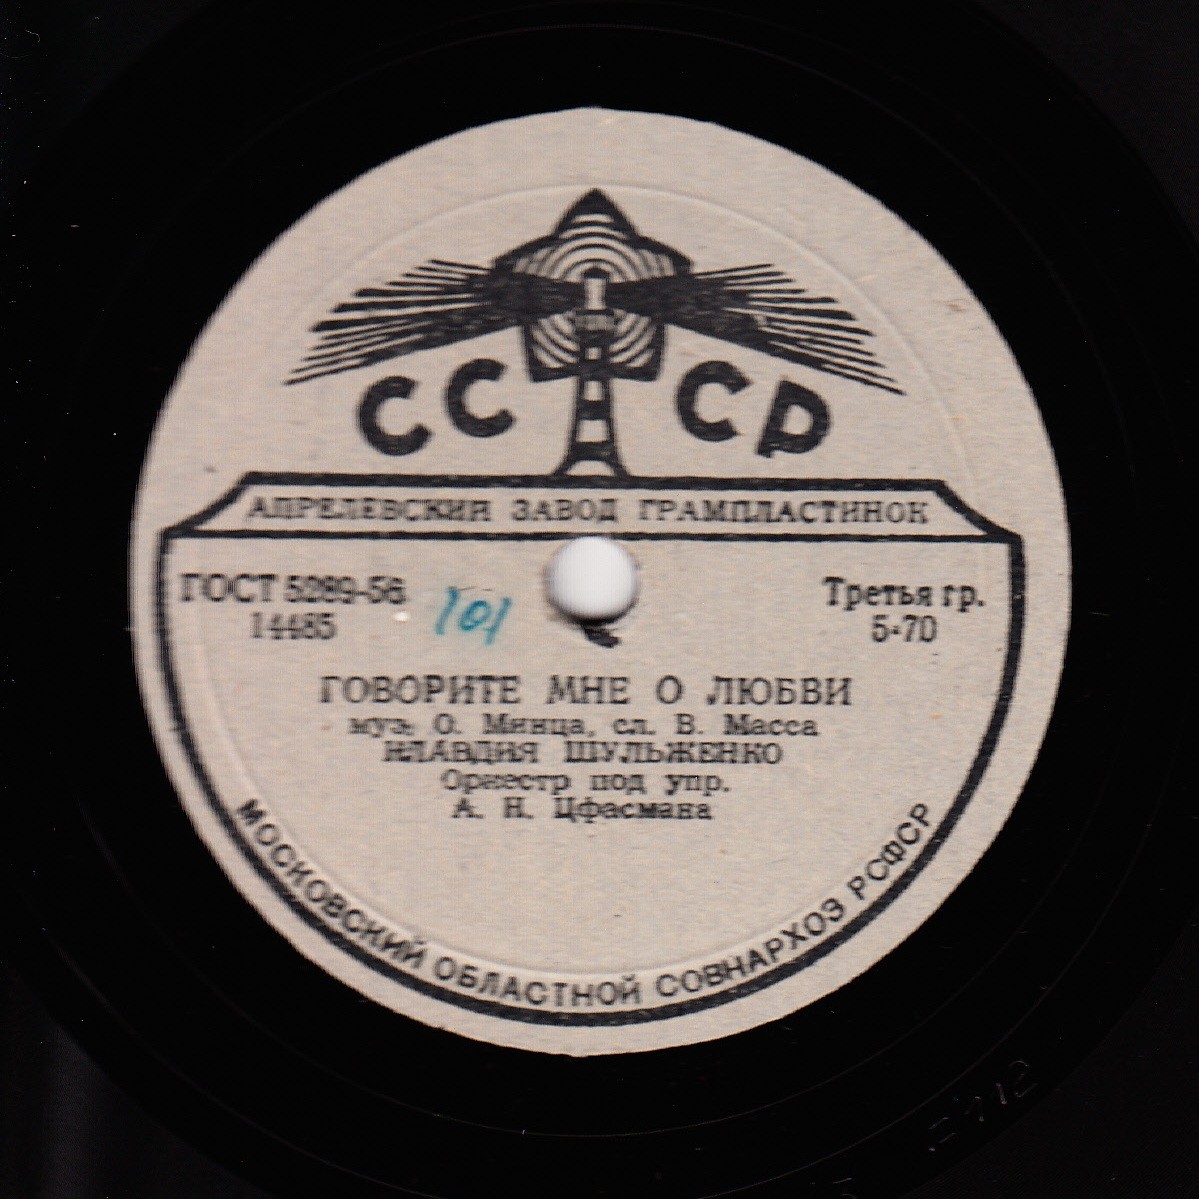 СССР
АПРЕЛЕВСКИЙ ЗАВОД ГРАМПЛАСТИНОК
ГОСТ 5289-56
14485
101
Третья гр.
5-70
ГОВОРИТЕ МНЕ О ЛЮБВИ
муз. О. Минца, сл. В. Масса
КЛАВДИЯ ШУЛЬЖЕНКО
Оркестр под упр.
А. Н. Цфасмана
МОСКОВСКИЙ ОБЛАСТНОЙ СОВНАРХОЗ РСФСР